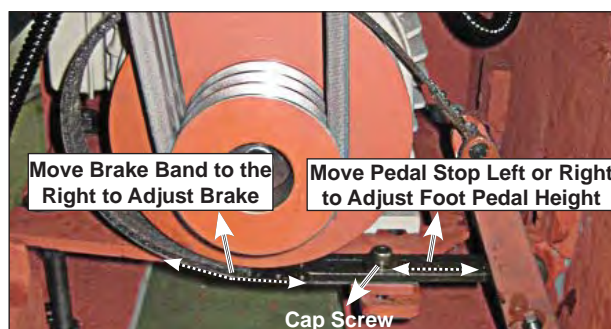 Move Brake Band to the
Right to Adjust Brake
Move Pedal Stop Left or Right
to Adjust Foot Pedal Height
Cap Screw